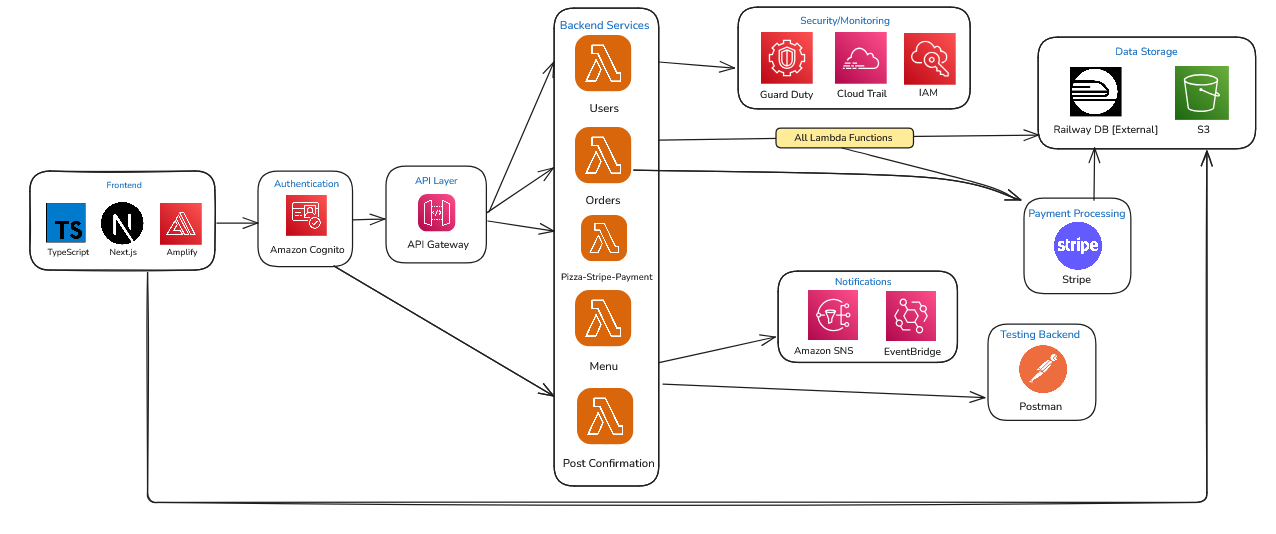 Frontend
TS
TypeScript
Next.js
Amplify
Authentication
Amazon Cognito
API Layer
API Gateway
Backend Services
Users
Orders
Pizza-Stripe-Payment
Menu
Post Confirmation
Security/Monitoring
Guard Duty
Cloud Trail
IAM
All Lambda Functions
Data Storage
Railway DB [External]
S3
Payment Processing
stripe
Stripe
Notifications
Amazon SNS
EventBridge
Testing Backend
Postman